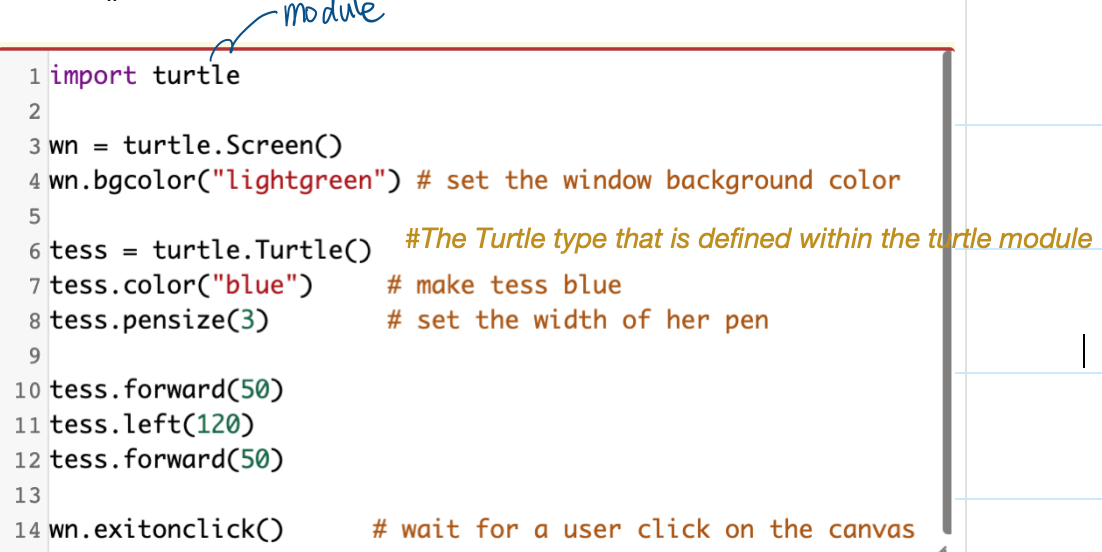 module
1 import turtle
2
3 wn = turtle.Screen()
4 wn.bgcolor("lightgreen") # set the window background color
5
6 tess = turtle.Turtle() #The Turtle type that is defined within the turtle module
7 tess.color("blue") # make tess blue
8 tess.pensize(3) # set the width of her pen
9
10 tess.forward(50)
11 tess.left(120)
12 tess.forward(50)
13
14 wn.exitonclick() # wait for a user click on the canvas